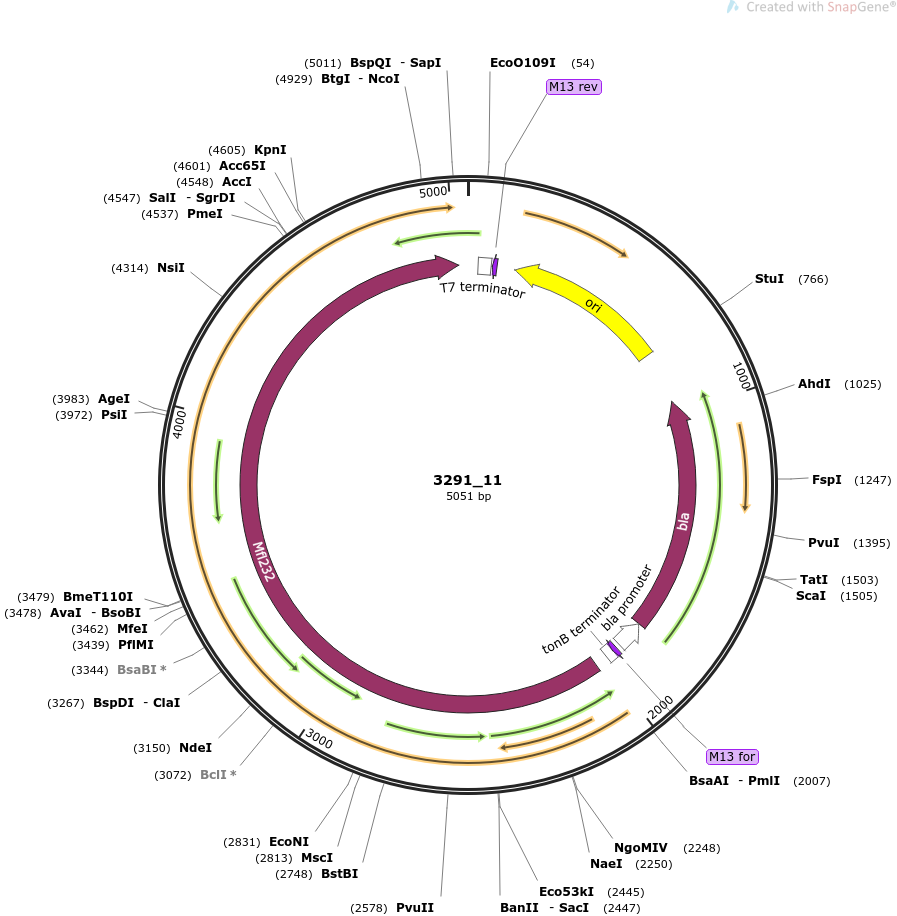 Created with SnapGene®
(5011) BspQI - SapI
EcoO109I (54)
(4929) BtgI - NcoI
M13 rev
(4605) KpnI
(4601) Acc65I
(4548) AccI
(4547) SalI - SgrDI
(4537) PmeI
5000
T7 terminator
ori
(4314) NsiI
StuI (766)
1000
AhdI (1025)
(3983) AgeI
(3972) PsiI
4000
3291_11
5051 bp
FspI (1247)
bla
PvuI (1395)
Mfl232
TatI (1503)
ScaI (1505)
(3479) BmeT110I
(3478) AvaI - BsoBI
(3462) MfeI
(3439) PflMI
tonB terminator
bla promoter
(3344) BsaBI *
(3267) BspDI - ClaI
2000
3000
(3150) NdeI
M13 for
(3072) BclI *
BsaAI - PmlI (2007)
(2831) EcoNI
(2813) MscI
(2748) BstBI
NgoMIV (2248)
NaeI (2250)
Eco53kI (2445)
(2578) PvuII
BanII - SacI (2447)